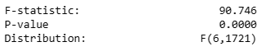 F-statistic: 90.746
P-value 0.0000
Distribution: F(6,1721)